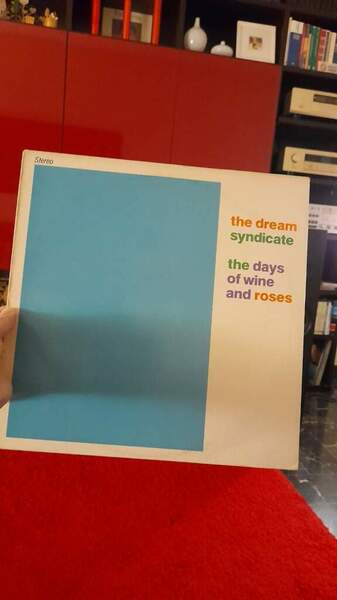 Stereo
the dream
syndicate
the days
of wine
and roses